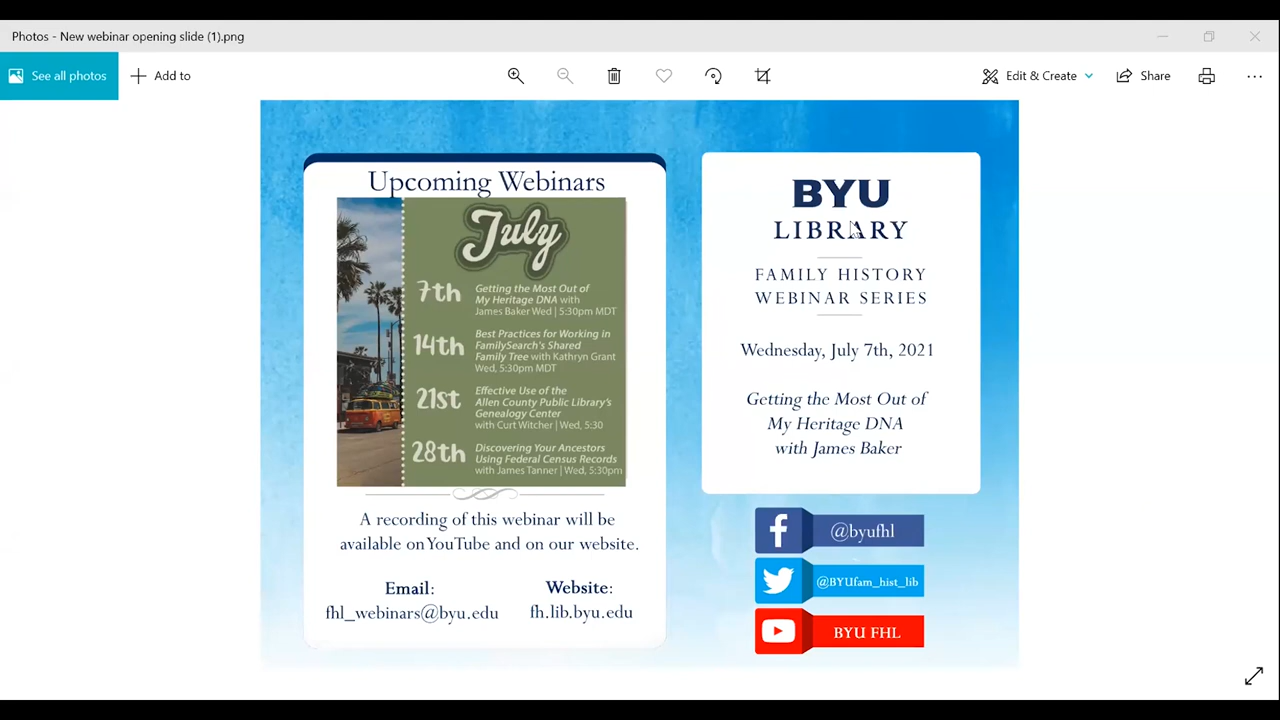 Photos - New webinar opening slide (1).png
See all photos
Add to
Edit & Create
Share
Upcoming Webinars
July
7th
Getting the Most Out of
My Heritage DNA with
James Baker Wed | 5:30pm MDT
14th
Best Practices for Working in
FamilySearch's Shared
Family Tree with Kathryn Grant
Wed, 5:30pm MDT
21st
Effective Use of the
Allen County Public Library's
Genealogy Center
with Curt Witcher | Wed, 5:30
28th
Discovering Your Ancestors
Using Federal Census Records
with James Tanner | Wed, 5:30pm
A recording of this webinar will be
available on YouTube and on our website.
Email:
fhl_webinars@byu.edu
Website:
fh.lib.byu.edu
BYU
LIBRARY
FAMILY HISTORY
WEBINAR SERIES
Wednesday, July 7th, 2021
Getting the Most Out of
My Heritage DNA
with James Baker
@byufhl
@BYUfam_hist_lib
BYU FHL